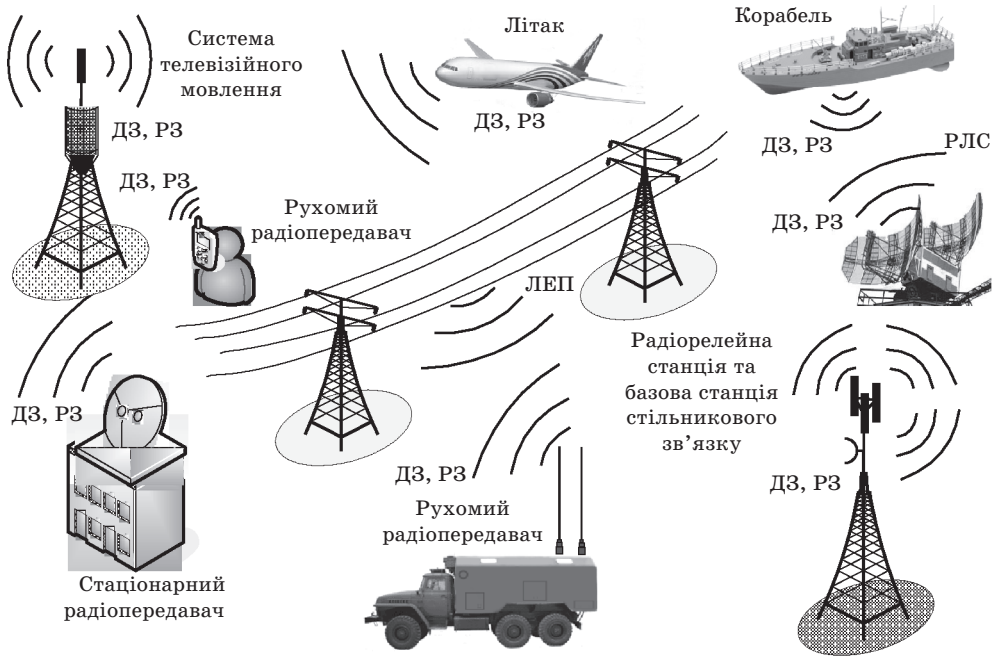 Система
телевізійного
мовлення
ДЗ, РЗ
Літак
ДЗ, РЗ
Корабель
ДЗ, РЗ
РЛС
ДЗ, РЗ
ДЗ, РЗ
Рухомий
радіопередавач
ЛЕП
Радіорелейна
станція та
базова станція
стільникового
зв’язку
ДЗ, РЗ
ДЗ, РЗ
Стаціонарний
радіопередавач
ДЗ, РЗ
Рухомий
радіопередавач